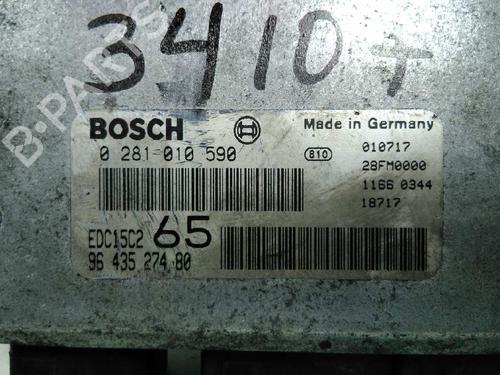 3410+
BOSCH
Made in Germany
0 281 010 590
810
010717
28FM0000
1166 0344
18717
EDC15C2
65
96 435 274 80
B-PARTS